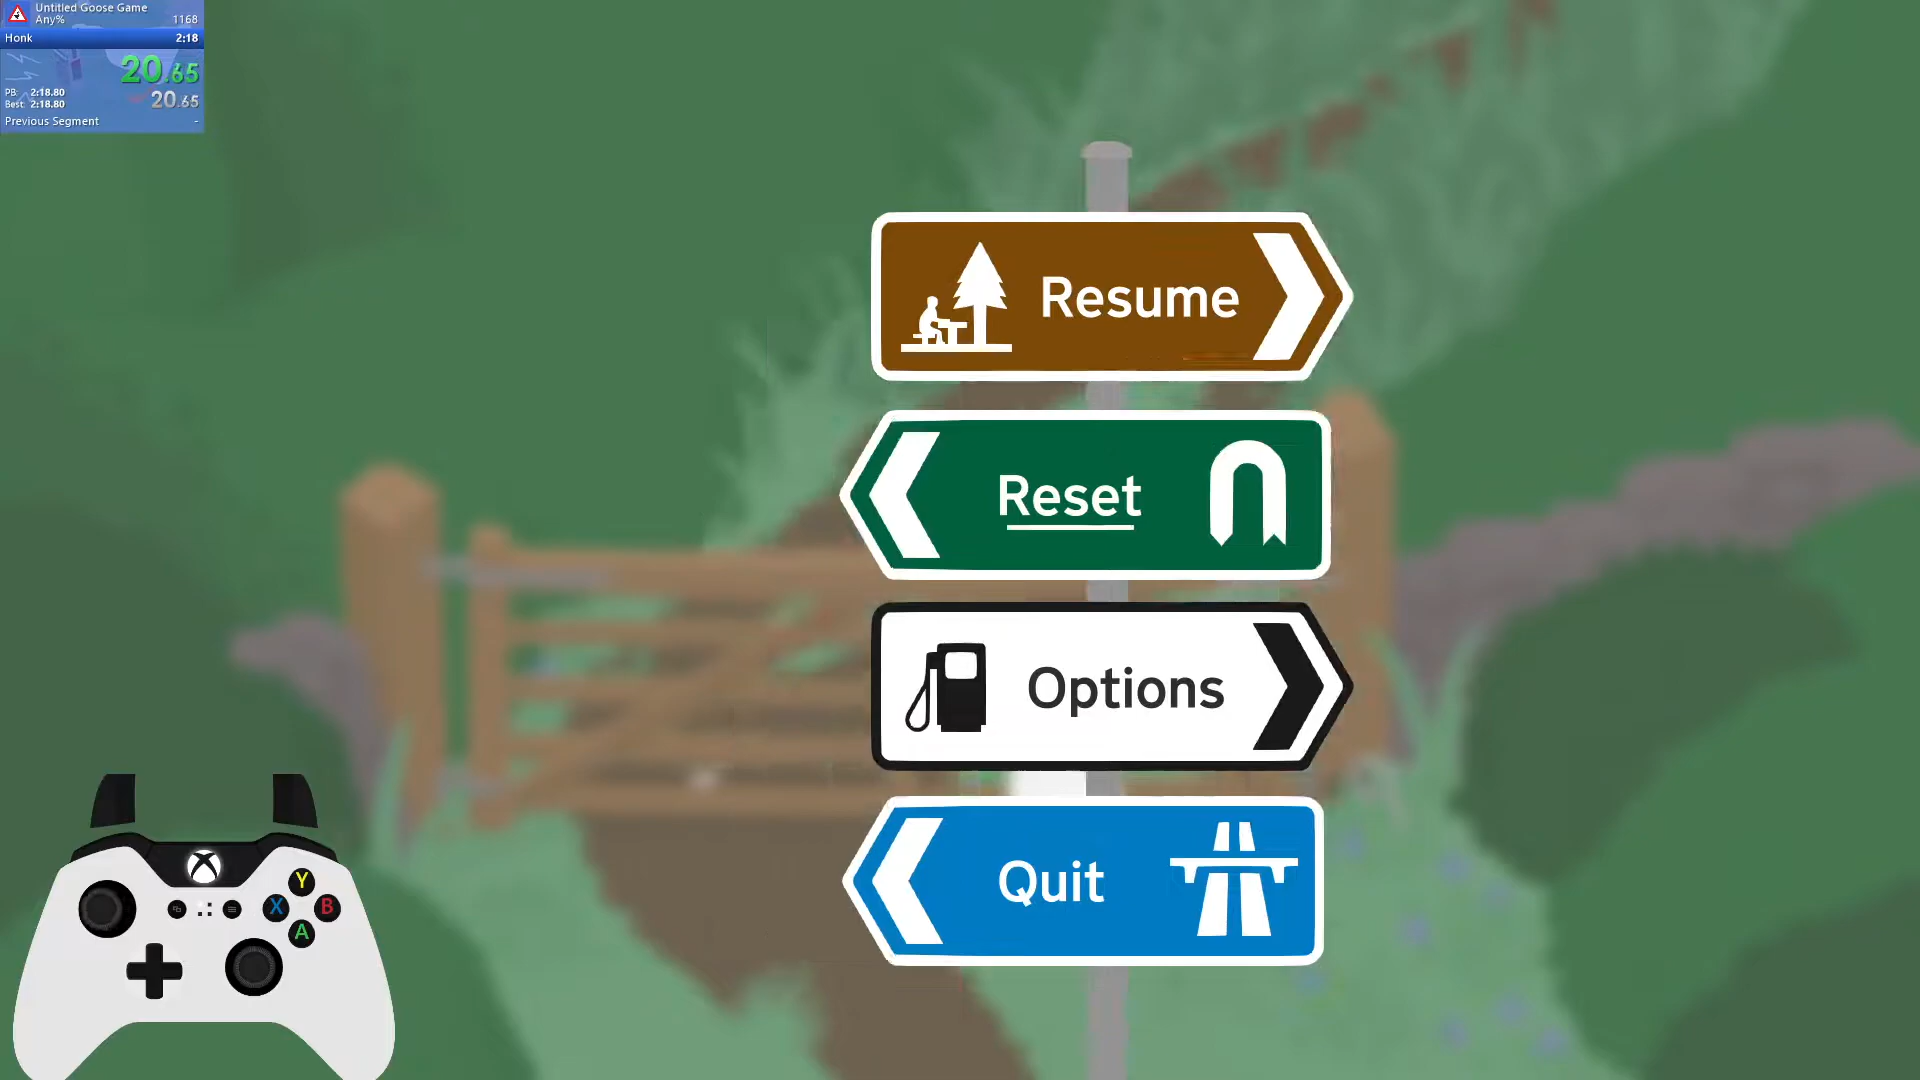 Untitled Goose Game
Any% 1168
Honk 2:18
20.65
PB: 2:18.80
Best: 2:18.80
20.65
Previous Segment -
Resume
Reset
Options
Quit
Y
X B
A